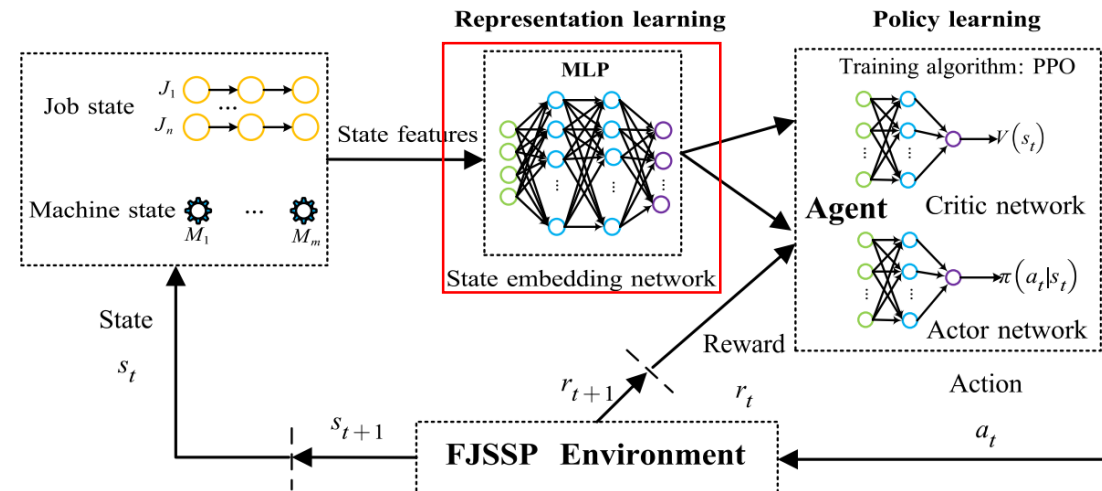 Representation learning
Policy learning
MLP
Training algorithm: PPO
Job state
J₁
...
Jₙ
State features
V(sₜ)
Machine state
...
M₁
Mₘ
Agent
Critic network
State embedding network
π(aₜ|sₜ)
Actor network
State
sₜ
Reward
rₜ₊₁
rₜ
Action
aₜ
sₜ₊₁
FJSSP Environment